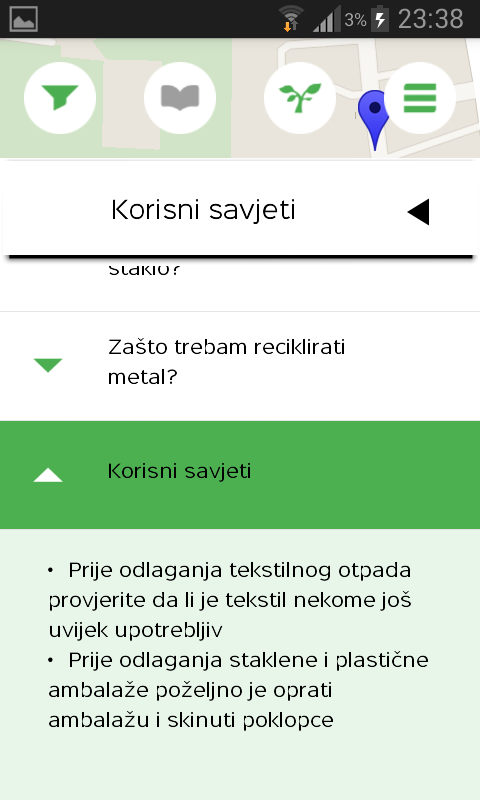 3% 23:38
Korisni savjeti
staklo?
Zašto trebam reciklirati
metal?
Korisni savjeti
• Prije odlaganja tekstilnog otpada
provjerite da li je tekstil nekome još
uvijek upotrebljiv
• Prije odlaganja staklene i plastične
ambalaže poželjno je oprati
ambalažu i skinuti poklopce